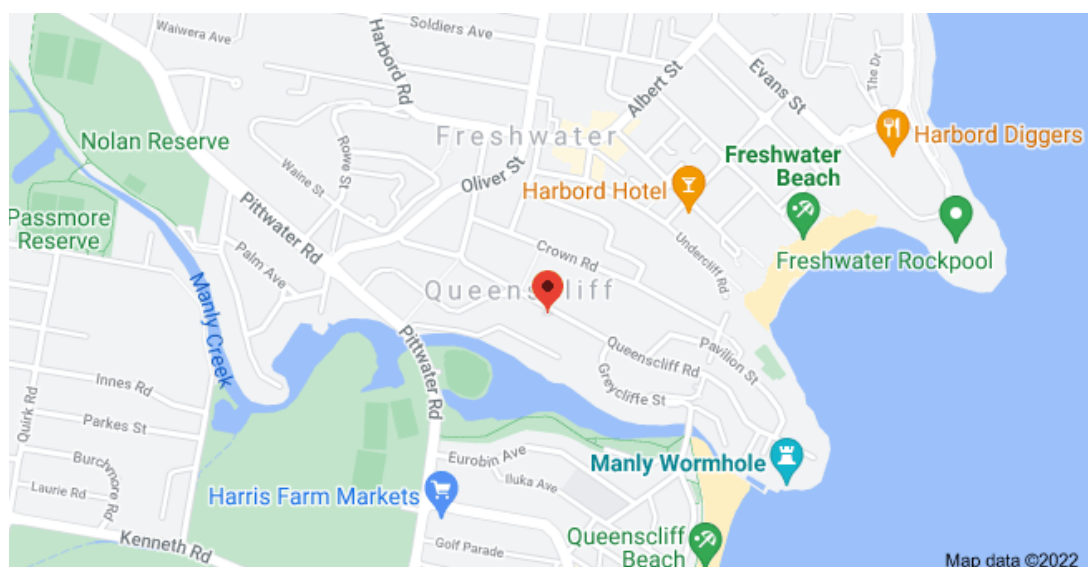 Waiwera Ave
Soldiers Ave
Harbord Rd
The Dr
Evans St
Albert St
Nolan Reserve
Freshwater
Harbord Diggers
Rowe St
Waine St
Oliver St
Freshwater
Beach
Harbord Hotel
Passmore
Reserve
Pittwater Rd
Palm Ave
Crown Rd
Undercliff Rd
Freshwater Rockpool
Queenscliff
Manly Creek
Pittwater Rd
Queenscliff Rd
Pavilion St
Greycliffe St
Innes Rd
Quirk Rd
Parkes St
Burchmore Rd
Laurie Rd
Eurobin Ave
Iluka Ave
Manly Wormhole
Harris Farm Markets
Kenneth Rd
Golf Parade
Queenscliff
Beach
Map data ©2022